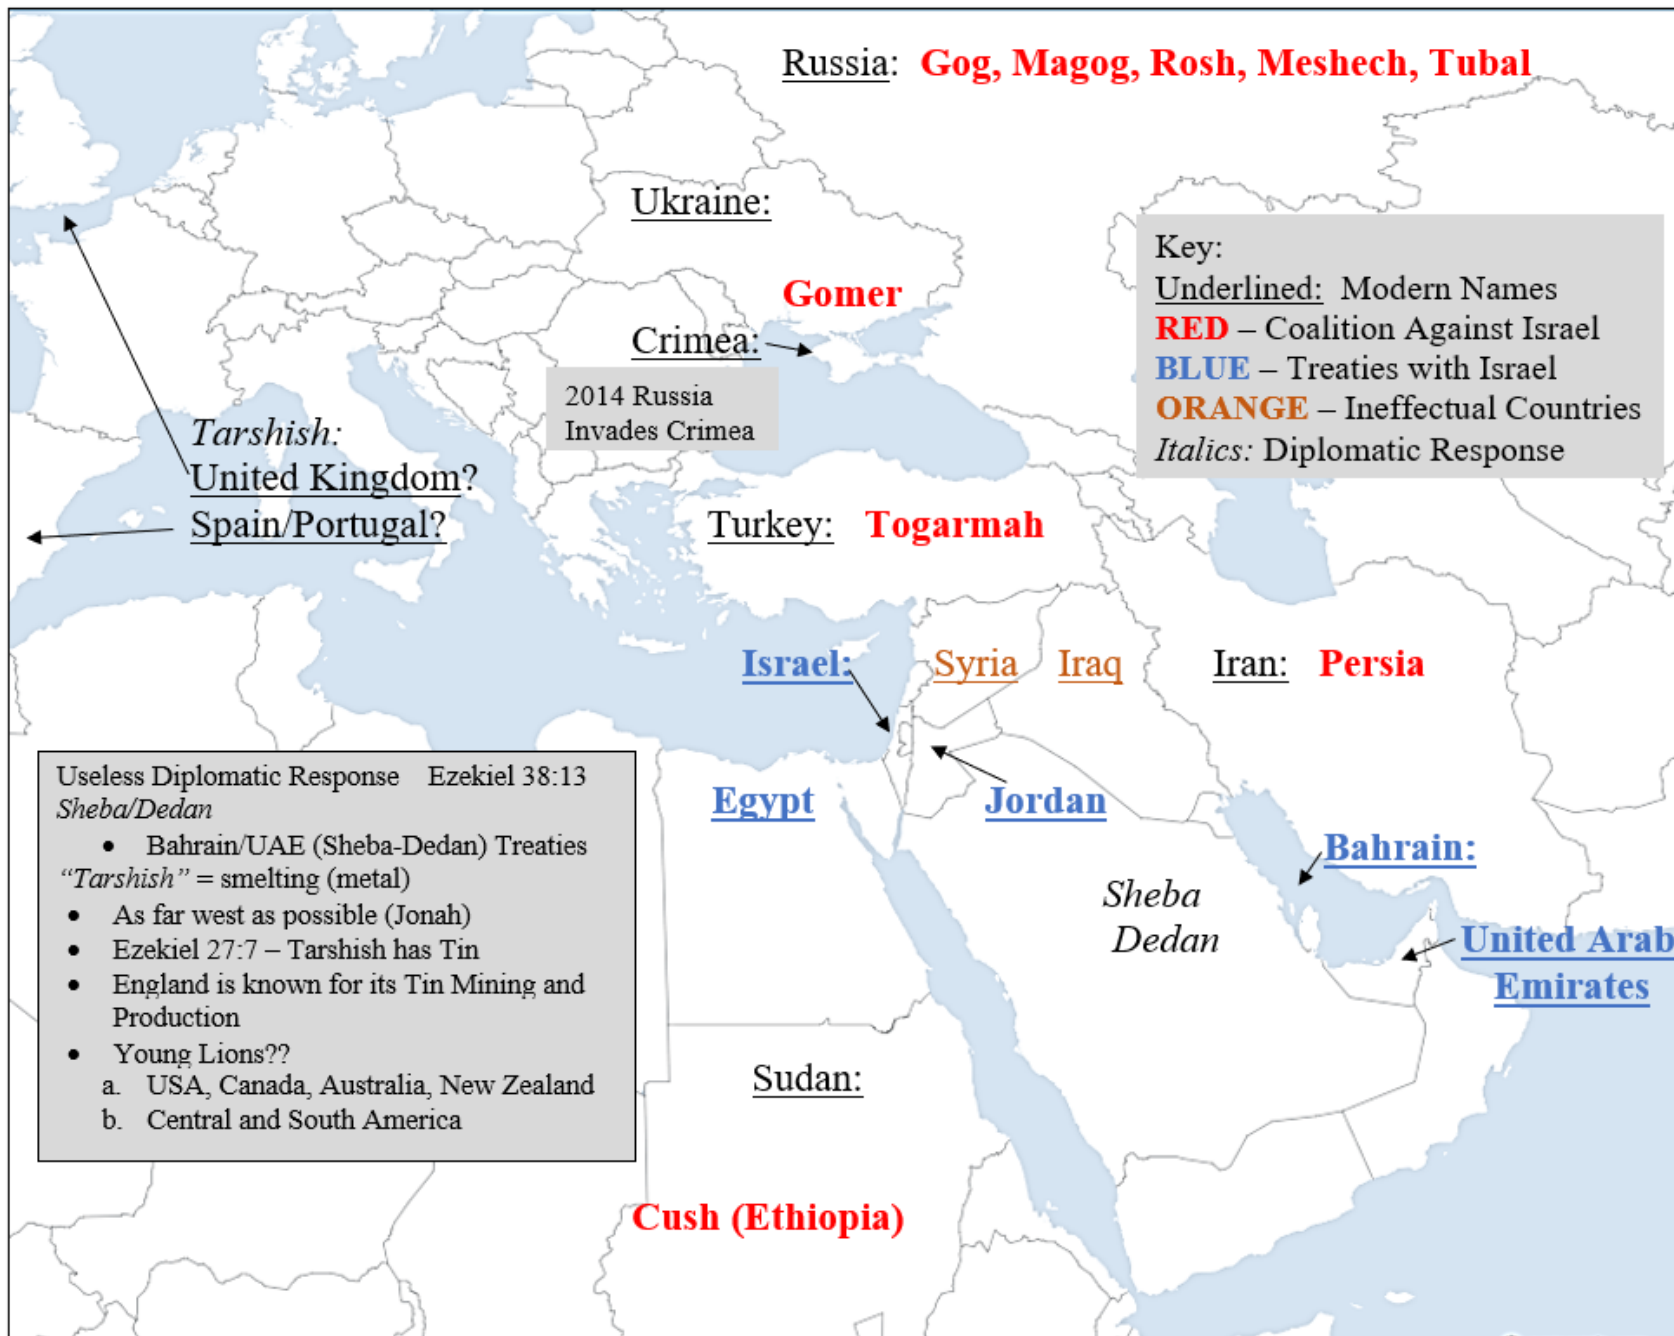 Russia: Gog, Magog, Rosh, Meshech, Tubal
Ukraine:
Gomer
Crimea:
2014 Russia
Invades Crimea
Key:
Underlined: Modern Names
RED – Coalition Against Israel
BLUE – Treaties with Israel
ORANGE – Ineffectual Countries
Italics: Diplomatic Response
Tarshish:
United Kingdom?
Spain/Portugal?
Turkey: Togarmah
Israel:
Syria
Iraq
Iran: Persia
Egypt
Jordan
Bahrain:
Sheba
Dedan
United Arab
Emirates
Useless Diplomatic Response Ezekiel 38:13
Sheba/Dedan
• Bahrain/UAE (Sheba-Dedan) Treaties
“Tarshish” = smelting (metal)
• As far west as possible (Jonah)
• Ezekiel 27:7 – Tarshish has Tin
• England is known for its Tin Mining and
Production
• Young Lions??
a. USA, Canada, Australia, New Zealand
b. Central and South America
Sudan:
Cush (Ethiopia)